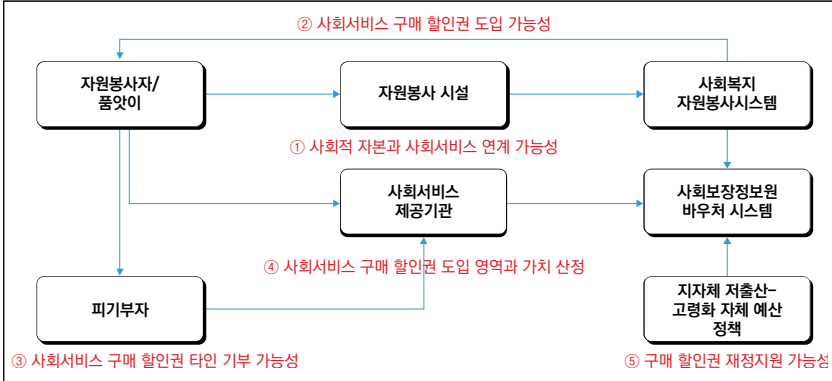 ② 사회서비스 구매 할인권 도입 가능성
자원봉사자/
품앗이
자원봉사 시설
사회복지
자원봉사시스템
① 사회적 자본과 사회서비스 연계 가능성
사회서비스
제공기관
사회보장정보원
바우처 시스템
④ 사회서비스 구매 할인권 도입 영역과 가치 산정
피기부자
지자체 저출산–
고령화 자체 예산
정책
③ 사회서비스 구매 할인권 타인 기부 가능성
⑤ 구매 할인권 재정지원 가능성